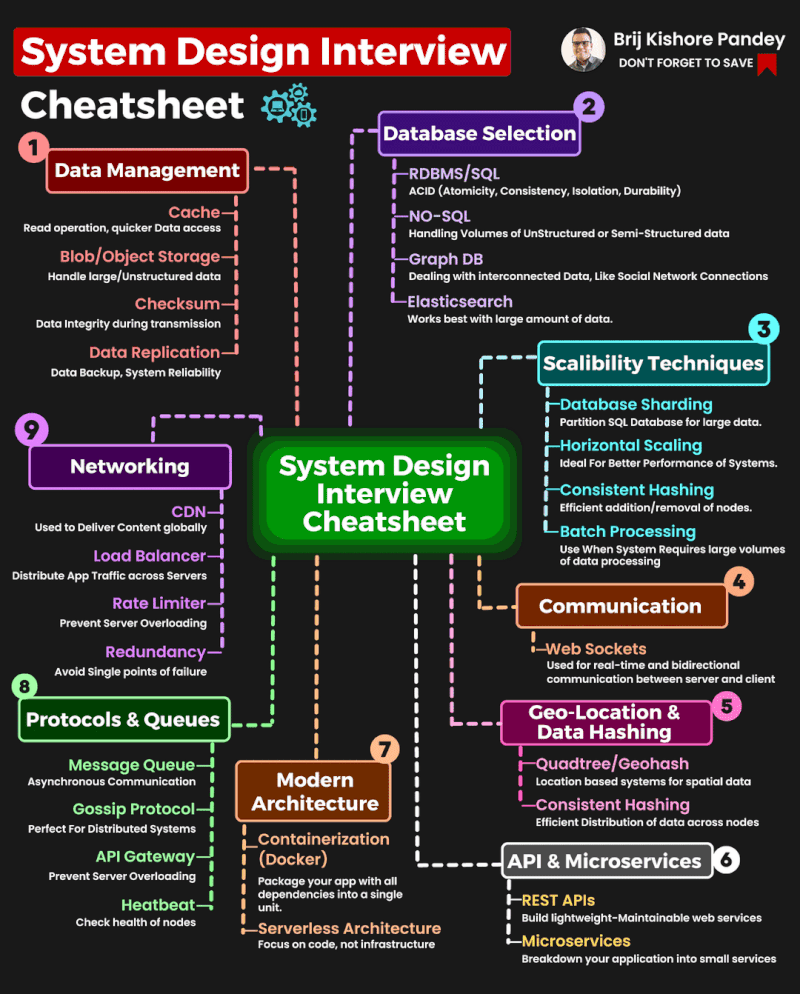 System Design Interview
Cheatsheet
Brij Kishore Pandey
DON'T FORGET TO SAVE
1
Data Management
Cache
Read operation, quicker Data access
Blob/Object Storage
Handle large/Unstructured data
Checksum
Data Integrity during transmission
Data Replication
Data Backup, System Reliability
2
Database Selection
RDBMS/SQL
ACID (Atomicity, Consistency, Isolation, Durability)
NO-SQL
Handling Volumes of UnStructured or Semi-Structured data
Graph DB
Dealing with interconnected Data, Like Social Network Connections
Elasticsearch
Works best with large amount of data.
3
Scalibility Techniques
Database Sharding
Partition SQL Database for large data.
Horizontal Scaling
Ideal For Better Performance of Systems.
Consistent Hashing
Efficient addition/removal of nodes.
Batch Processing
Use When System Requires large volumes
of data processing
System Design
Interview
Cheatsheet
4
Communication
Web Sockets
Used for real-time and bidirectional
communication between server and client
5
Geo-Location &
Data Hashing
Quadtree/Geohash
Location based systems for spatial data
Consistent Hashing
Efficient Distribution of data across nodes
6
API & Microservices
REST APIs
Build lightweight-Maintainable web services
Microservices
Breakdown your application into small services
7
Modern
Architecture
Containerization
(Docker)
Package your app with all
dependencies into a single
unit.
Serverless Architecture
Focus on code, not infrastructure
8
Protocols & Queues
Message Queue
Asynchronous Communication
Gossip Protocol
Perfect For Distributed Systems
API Gateway
Prevent Server Overloading
Heatbeat
Check health of nodes
9
Networking
CDN
Used to Deliver Content globally
Load Balancer
Distribute App Traffic across Servers
Rate Limiter
Prevent Server Overloading
Redundancy
Avoid Single points of failure